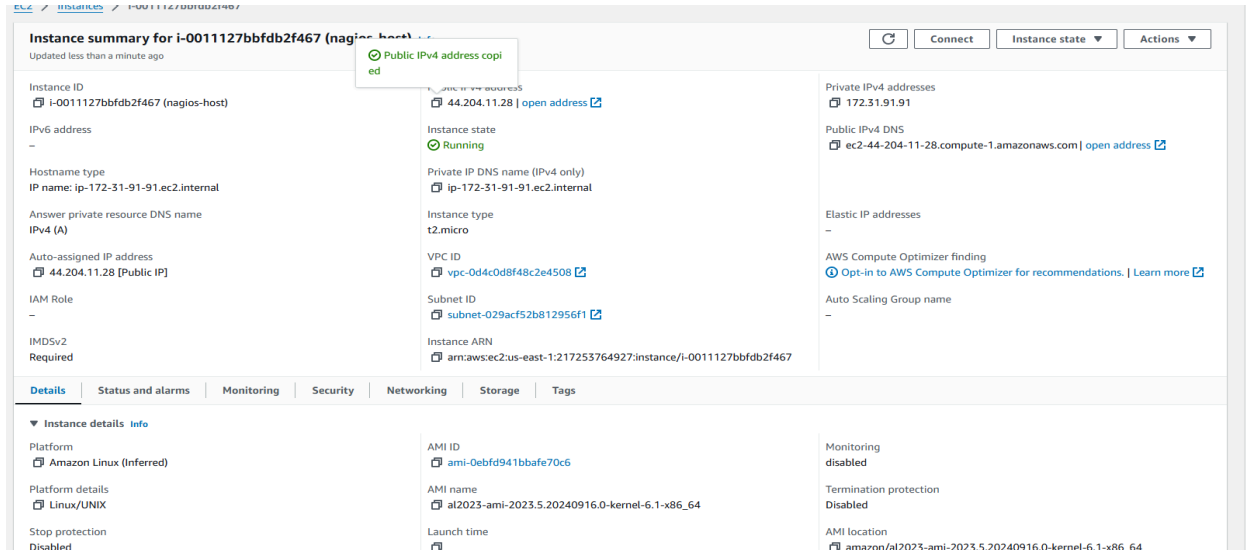 EC2 / Instances / i-0011127bbfdb2f467
Instance summary for i-0011127bbfdb2f467 (nagios-host)
Updated less than a minute ago
Public IPv4 address copi
ed
Connect
Instance state
Actions
Instance ID
i-0011127bbfdb2f467 (nagios-host)
Public IPv4 address
44.204.11.28 | open address
Private IPv4 addresses
172.31.91.91
IPv6 address
–
Instance state
Running
Public IPv4 DNS
ec2-44-204-11-28.compute-1.amazonaws.com | open address
Hostname type
IP name: ip-172-31-91-91.ec2.internal
Private IP DNS name (IPv4 only)
ip-172-31-91-91.ec2.internal
Answer private resource DNS name
IPv4 (A)
Instance type
t2.micro
Elastic IP addresses
–
Auto-assigned IP address
44.204.11.28 [Public IP]
VPC ID
vpc-0d4c0d8f48c2e4508
AWS Compute Optimizer finding
Opt-in to AWS Compute Optimizer for recommendations. | Learn more
IAM Role
–
Subnet ID
subnet-029acf52b812956f1
Auto Scaling Group name
–
IMDSv2
Required
Instance ARN
arn:aws:ec2:us-east-1:217253764927:instance/i-0011127bbfdb2f467
Details
Status and alarms
Monitoring
Security
Networking
Storage
Tags
Instance details Info
Platform
Amazon Linux (Inferred)
AMI ID
ami-0ebfd941bbafe70c6
Monitoring
disabled
Platform details
Linux/UNIX
AMI name
al2023-ami-2023.5.20240916.0-kernel-6.1-x86_64
Termination protection
Disabled
Stop protection
Disabled
Launch time
AMI location
amazon/al2023-ami-2023.5.20240916.0-kernel-6.1-x86_64